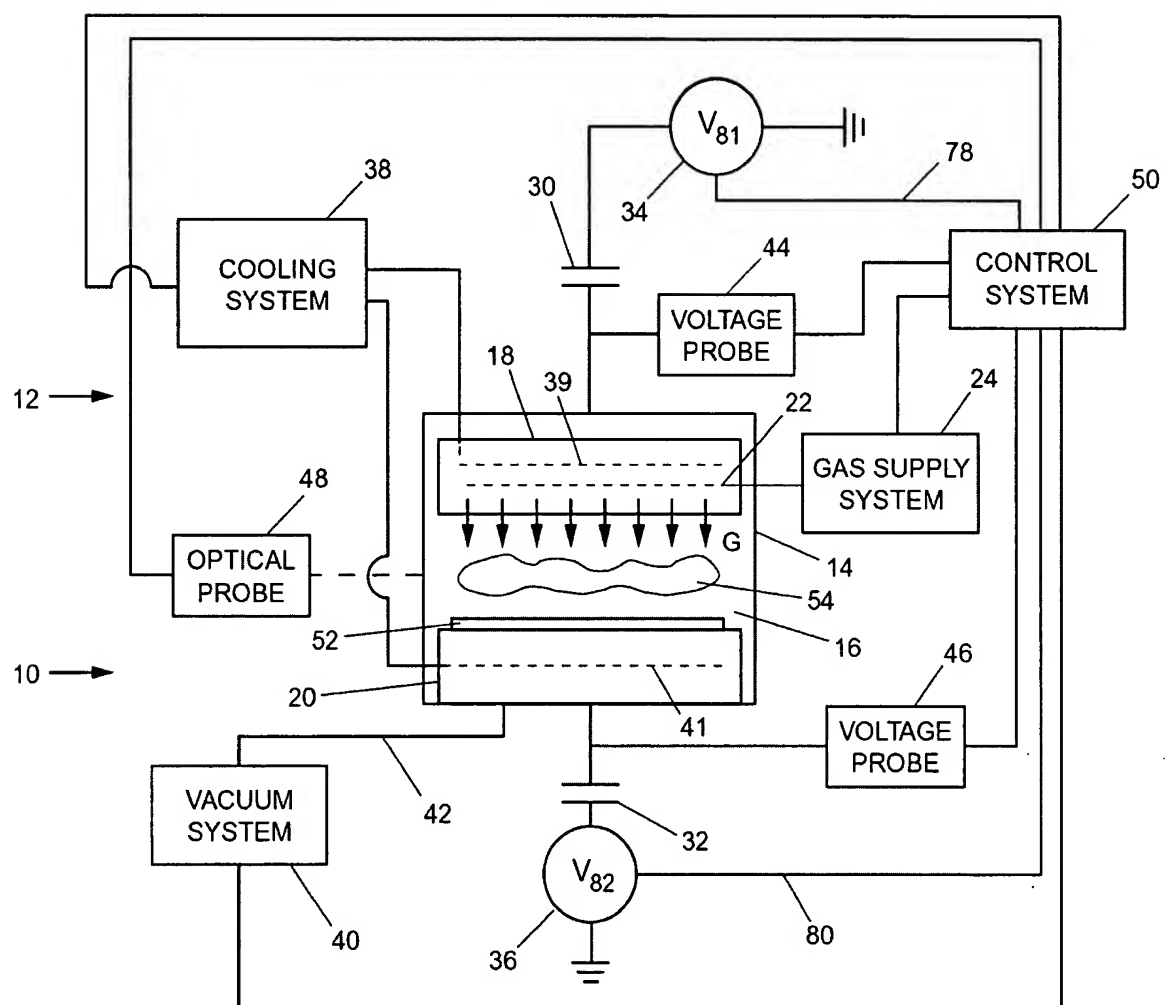 V81
34
78
50
38
30
COOLING
SYSTEM
44
VOLTAGE
PROBE
CONTROL
SYSTEM
12
18
39
22
24
GAS SUPPLY
SYSTEM
48
OPTICAL
PROBE
G
14
54
52
16
10
20
41
46
VOLTAGE
PROBE
VACUUM
SYSTEM
42
32
V82
40
36
80